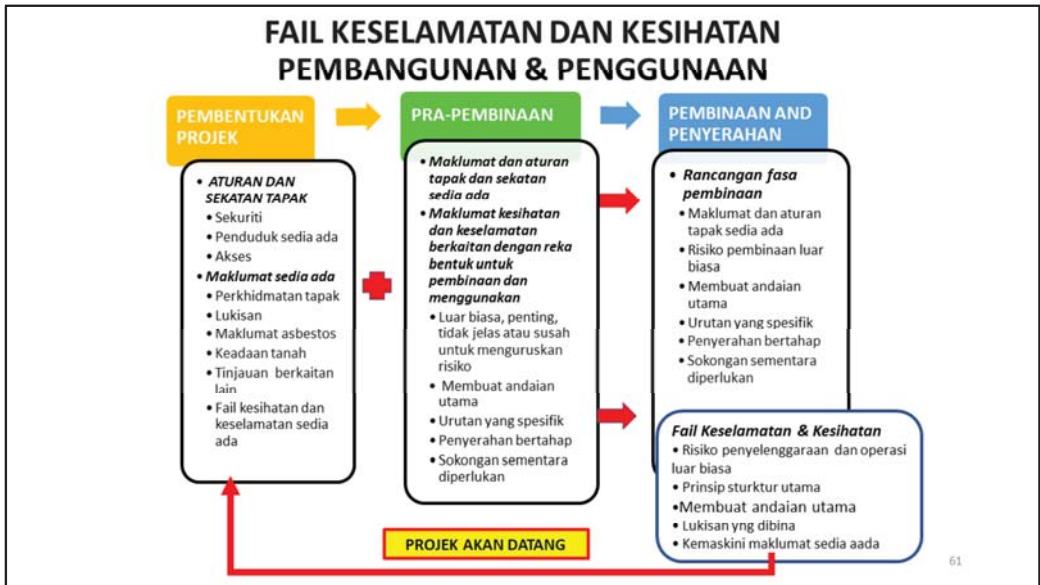 FAIL KESELAMATAN DAN KESIHATAN
PEMBANGUNAN & PENGGUNAAN
PEMBENTUKAN
PROJEK
• ATURAN DAN
SEKATAN TAPAK
• Sekuriti
• Penduduk sedia ada
• Akses
• Maklumat sedia ada
• Perkhidmatan tapak
• Lukisan
• Maklumat asbestos
• Keadaan tanah
• Tinjauan berkaitan
lain
• Fail kesihatan dan
keselamatan sedia
ada
PRA-PEMBINAAN
• Maklumat dan aturan
tapak dan sekatan
sedia ada
• Maklumat kesihatan
dan keselamatan
berkaitan dengan reka
bentuk untuk
pembinaan dan
menggunakan
• Luar biasa, penting,
tidak jelas atau susah
untuk menguruskan
risiko
• Membuat andaian
utama
• Urutan yang spesifik
• Penyerahan bertahap
• Sokongan sementara
diperlukan
PEMBINAAN AND
PENYERAHAN
• Rancangan fasa
pembinaan
• Maklumat dan aturan
tapak sedia ada
• Risiko pembinaan luar
biasa
• Membuat andaian
utama
• Urutan yang spesifik
• Penyerahan bertahap
• Sokongan sementara
diperlukan
Fail Keselamatan & Kesihatan
• Risiko penyelenggaraan dan operasi
luar biasa
• Prinsip sturktur utama
• Membuat andaian utama
• Lukisan yng dibina
• Kemaskini maklumat sedia aada
PROJEK AKAN DATANG
61